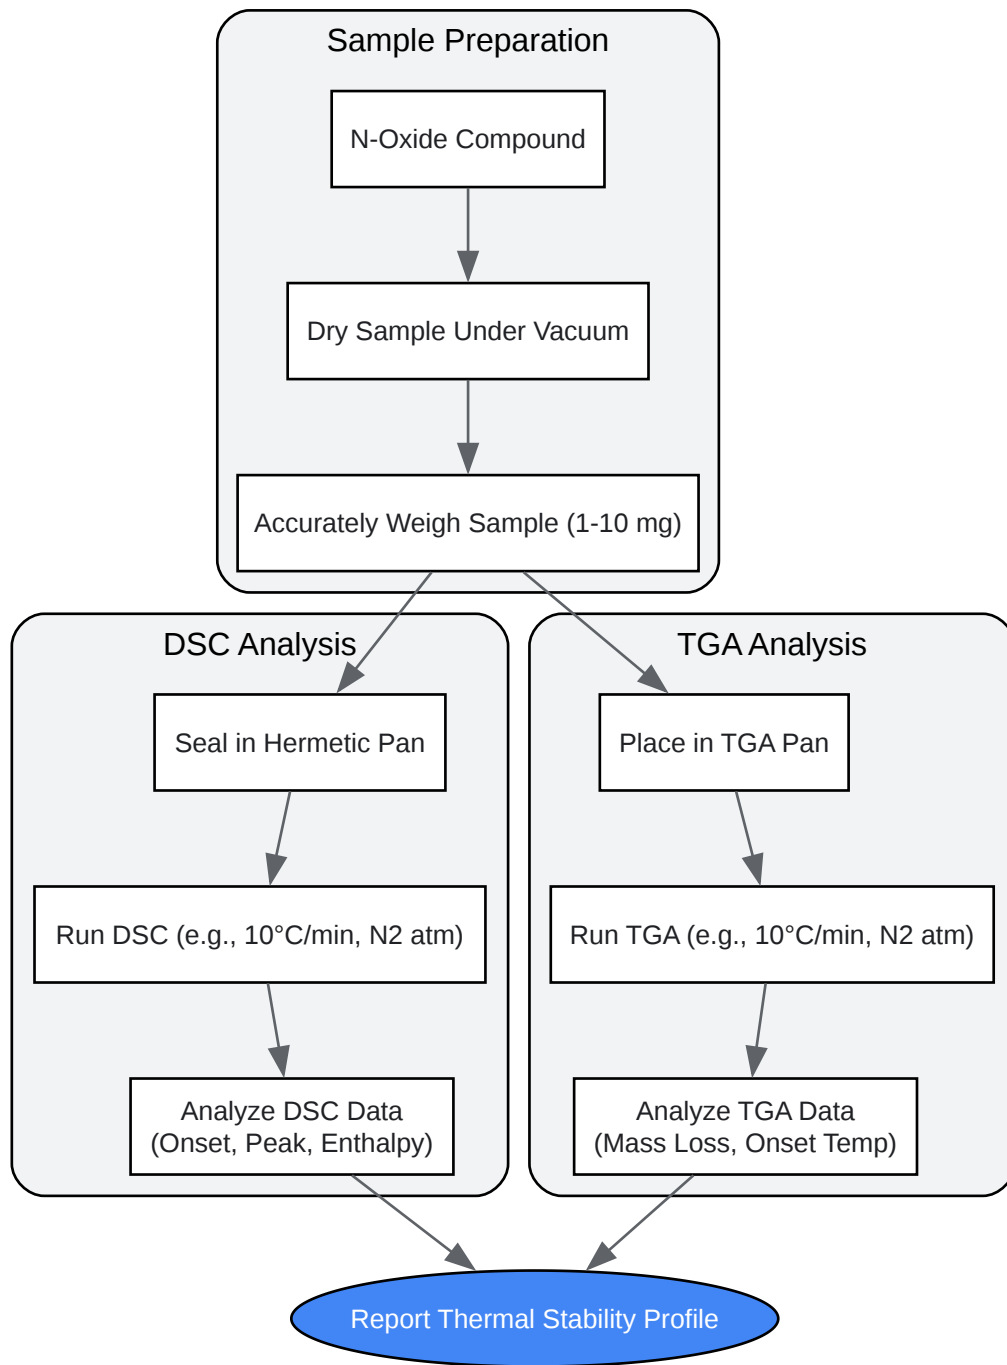 Sample Preparation
N-Oxide Compound
Dry Sample Under Vacuum
Accurately Weigh Sample (1-10 mg)
DSC Analysis
Seal in Hermetic Pan
Run DSC (e.g., 10°C/min, N2 atm)
Analyze DSC Data
(Onset, Peak, Enthalpy)
TGA Analysis
Place in TGA Pan
Run TGA (e.g., 10°C/min, N2 atm)
Analyze TGA Data
(Mass Loss, Onset Temp)
Report Thermal Stability Profile